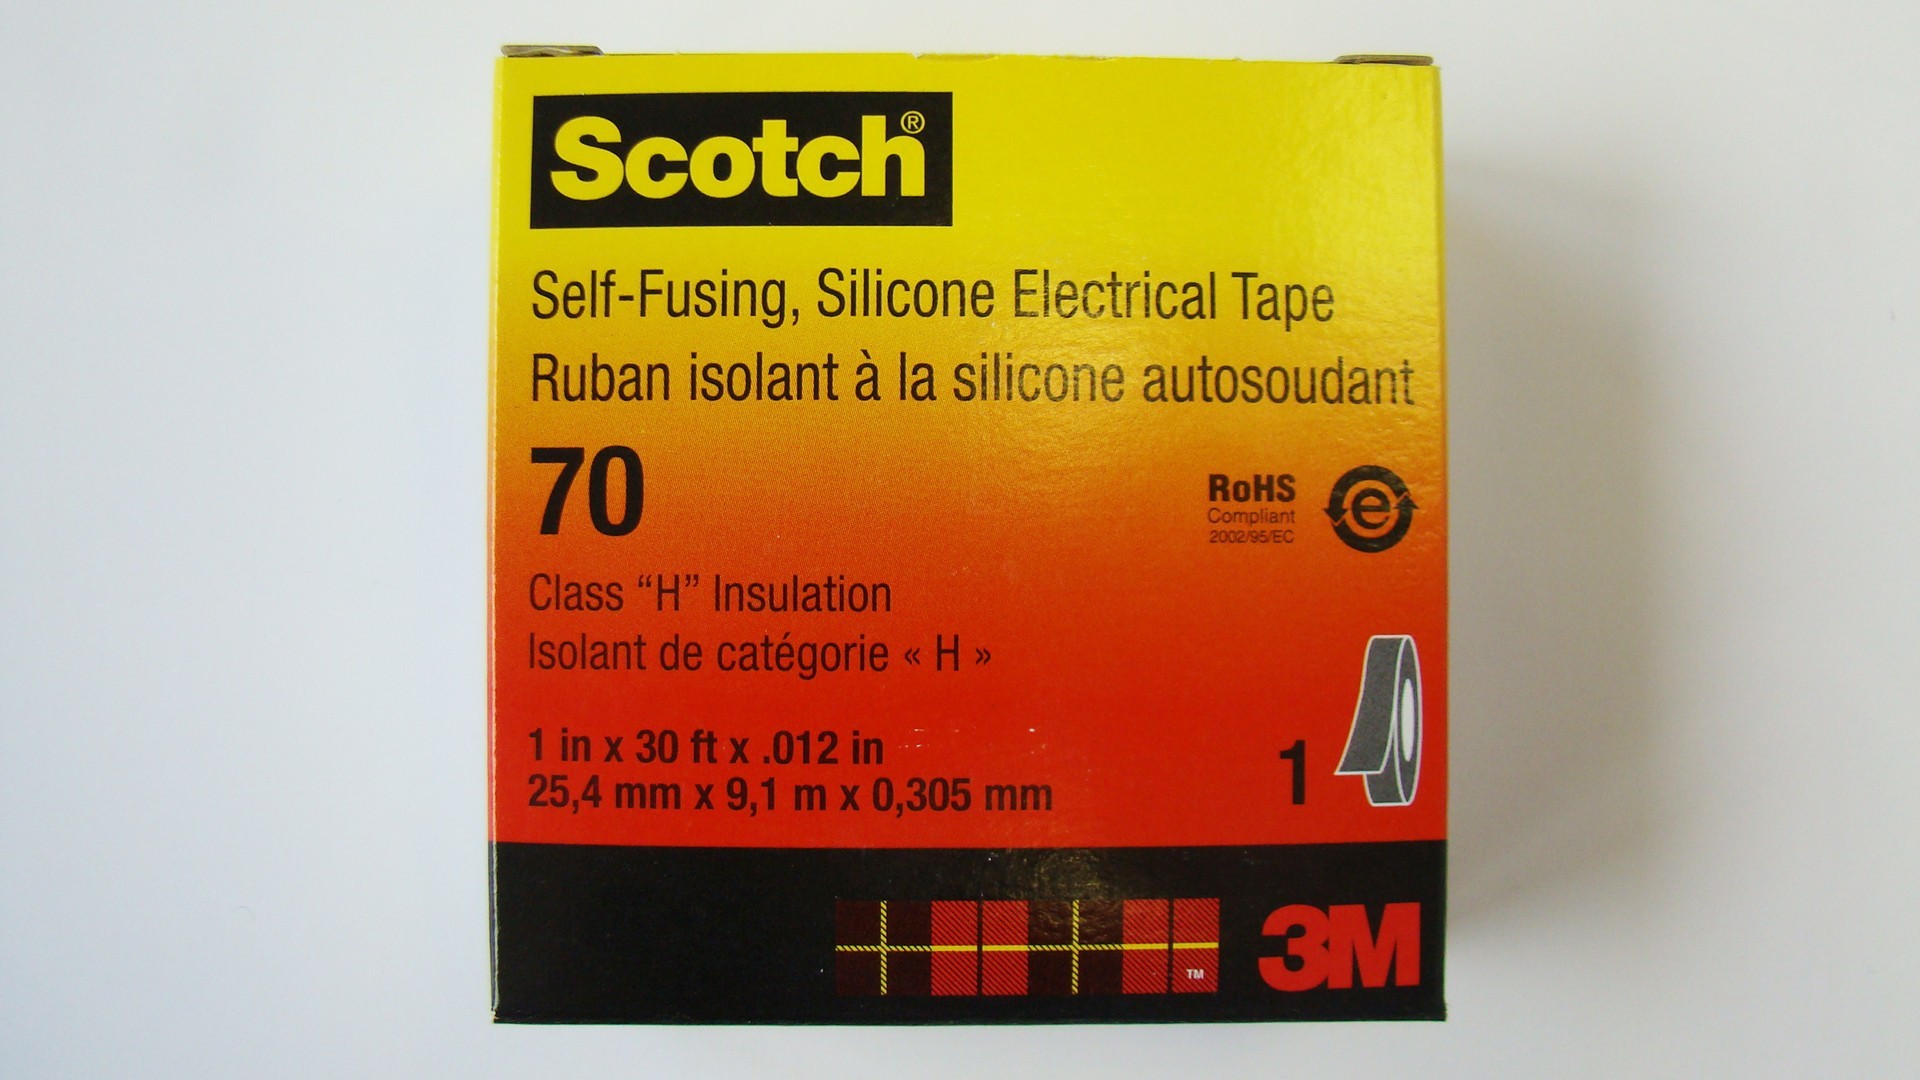 Scotch®
Self-Fusing, Silicone Electrical Tape
Ruban isolant à la silicone autosoudant
70
RoHS
Compliant
2002/95/EC
e
Class “H” Insulation
Isolant de catégorie « H »
1 in x 30 ft x .012 in
25,4 mm x 9,1 m x 0,305 mm
1
TM
3M